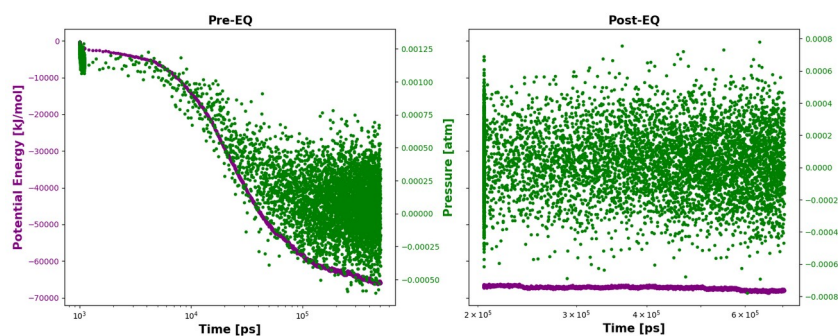 Pre-EQ
Post-EQ
Potential Energy [kJ/mol]
0
−10000
−20000
−30000
−40000
−50000
−60000
−70000
0.00125
0.00100
0.00075
0.00050
0.00025
0.00000
−0.00025
−0.00050
Pressure [atm]
0.0008
0.0006
0.0004
0.0002
0.0000
−0.0002
−0.0004
−0.0006
−0.0008
10³
10⁴
10⁵
2 x 10⁵
3 x 10⁵
4 x 10⁵
6 x 10⁵
Time [ps]
Time [ps]